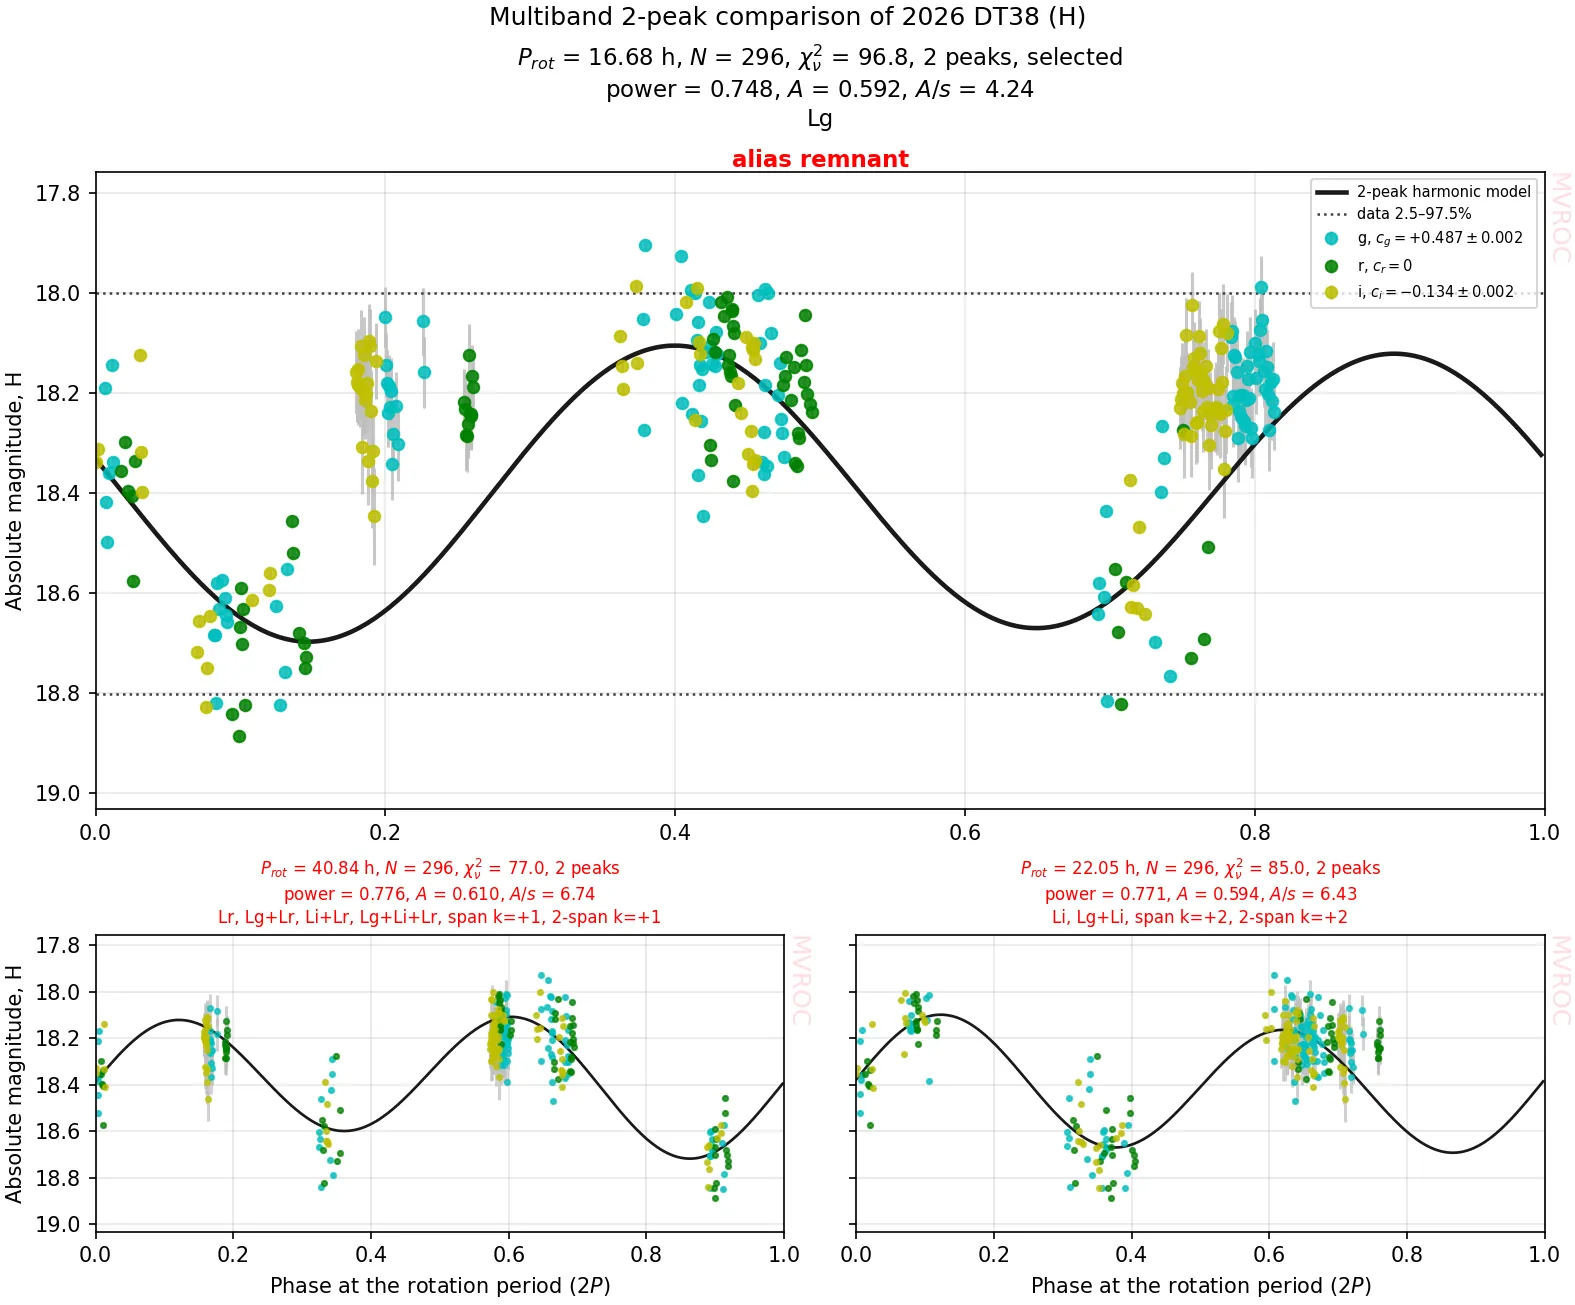 Multiband 2-peak comparison of 2026 DT38 (H)
P_rot = 16.68 h, N = 296, χ²_ν = 96.8, 2 peaks, selected
power = 0.748, A = 0.592, A/s = 4.24
Lg
alias remnant
2-peak harmonic model
data 2.5–97.5%
g, c_g = +0.487 ± 0.002
r, c_r = 0
i, c_i = −0.134 ± 0.002
MVROC
Absolute magnitude, H
17.8
18.0
18.2
18.4
18.6
18.8
19.0
0.0 0.2 0.4 0.6 0.8 1.0
P_rot = 40.84 h, N = 296, χ²_ν = 77.0, 2 peaks
power = 0.776, A = 0.610, A/s = 6.74
Lr, Lg+Lr, Li+Lr, Lg+Li+Lr, span k=+1, 2-span k=+1
MVROC
Absolute magnitude, H
17.8
18.0
18.2
18.4
18.6
18.8
19.0
0.0 0.2 0.4 0.6 0.8 1.0
Phase at the rotation period (2P)
P_rot = 22.05 h, N = 296, χ²_ν = 85.0, 2 peaks
power = 0.771, A = 0.594, A/s = 6.43
Li, Lg+Li, span k=+2, 2-span k=+2
MVROC
0.0 0.2 0.4 0.6 0.8 1.0
Phase at the rotation period (2P)